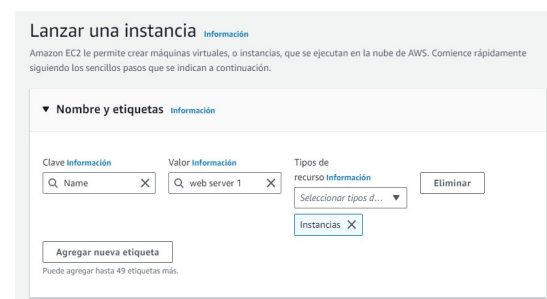 Lanzar una instancia Información
Amazon EC2 le permite crear máquinas virtuales, o instancias, que se ejecutan en la nube de AWS. Comience rápidamente
siguiendo los sencillos pasos que se indican a continuación.
▼ Nombre y etiquetas Información
Clave Información
Name
Valor Información
web server 1
Tipos de
recurso Información
Seleccionar tipos d...
Instancias
Eliminar
Agregar nueva etiqueta
Puede agregar hasta 49 etiquetas más.